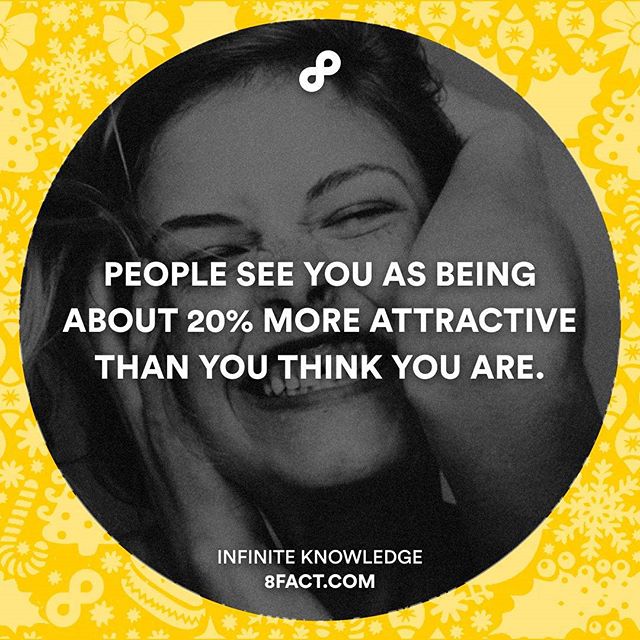 PEOPLE SEE YOU AS BEING
ABOUT 20% MORE ATTRACTIVE
THAN YOU THINK YOU ARE.
INFINITE KNOWLEDGE
8FACT.COM